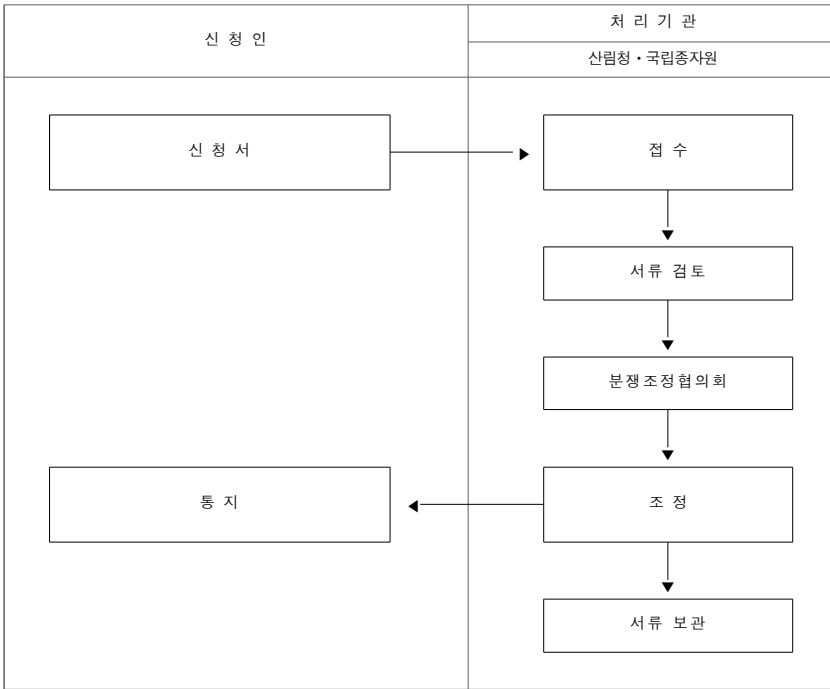 신 청 인
처 리 기 관
산림청・국립종자원
신 청 서
접 수
서류 검토
분쟁조정협의회
통 지
조 정
서류 보관